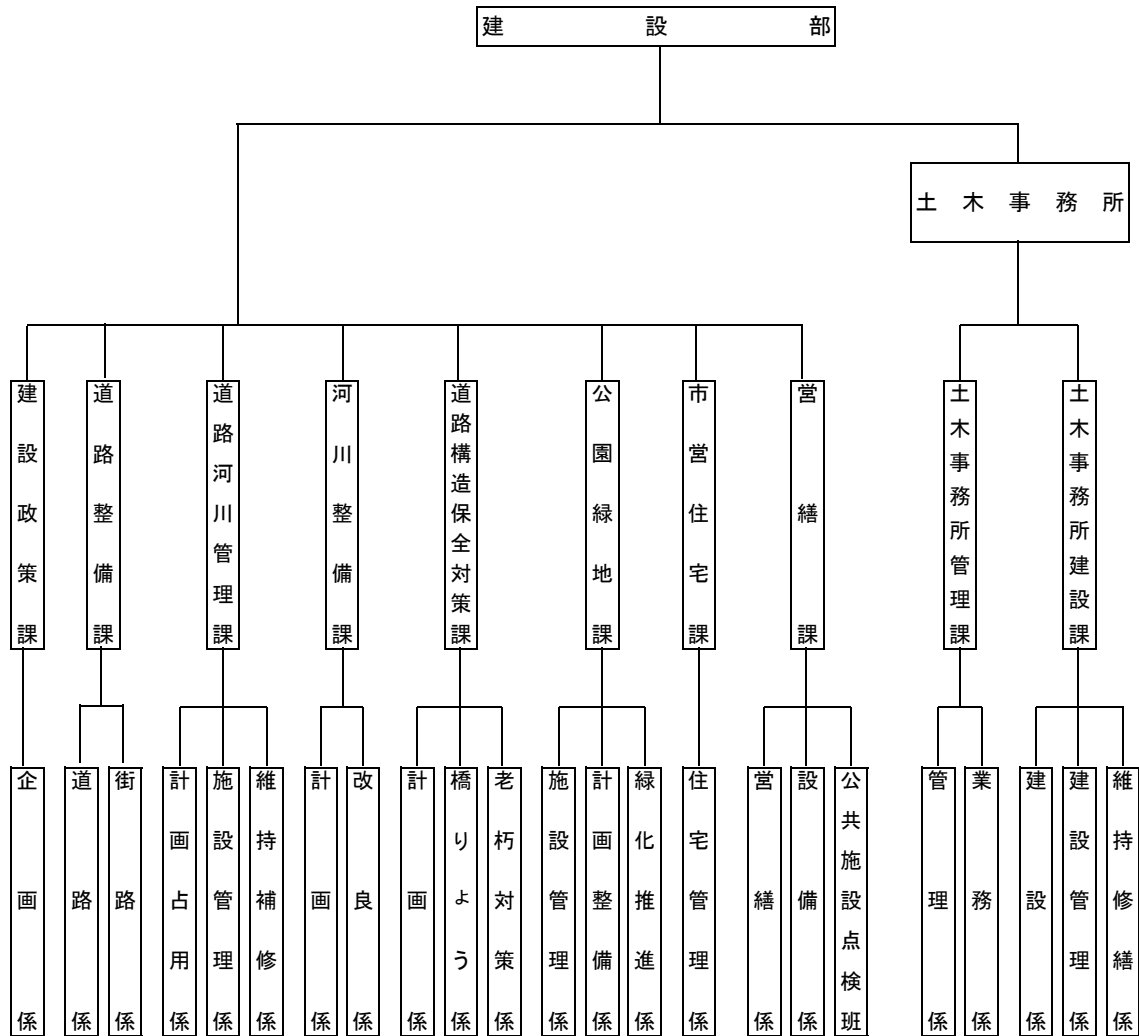 建設部
土木事務所
建設政策課
道路整備課
道路河川管理課
河川整備課
道路構造保全対策課
公園緑地課
市営住宅課
営繕課
土木事務所管理課
土木事務所建設課
企画係
道路係
街路係
計画占用係
施設管理係
維持補修係
計画係
改良係
計画係
橋りょう係
老朽対策係
施設管理係
計画整備係
緑化推進係
住宅管理係
営繕係
設備係
公共施設点検班
管理係
業務係
建設係
建設管理係
維持修繕係